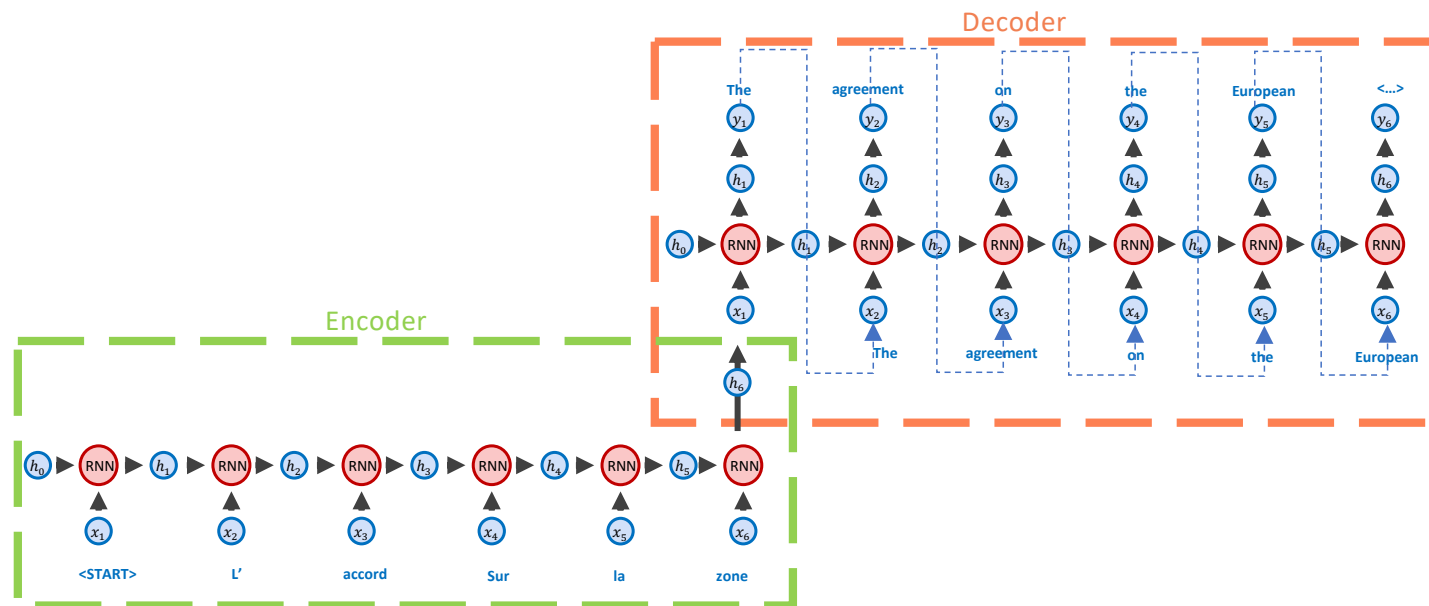 Decoder
The agreement on the European <...>
y₁ y₂ y₃ y₄ y₅ y₆
h₁ h₂ h₃ h₄ h₅ h₆
h₀ RNN h₁ RNN h₂ RNN h₃ RNN h₄ RNN h₅ RNN
x₁ x₂ x₃ x₄ x₅ x₆
Encoder
The agreement on the European
h₆
h₀ RNN h₁ RNN h₂ RNN h₃ RNN h₄ RNN h₅ RNN
x₁ x₂ x₃ x₄ x₅ x₆
<START> L’ accord Sur la zone